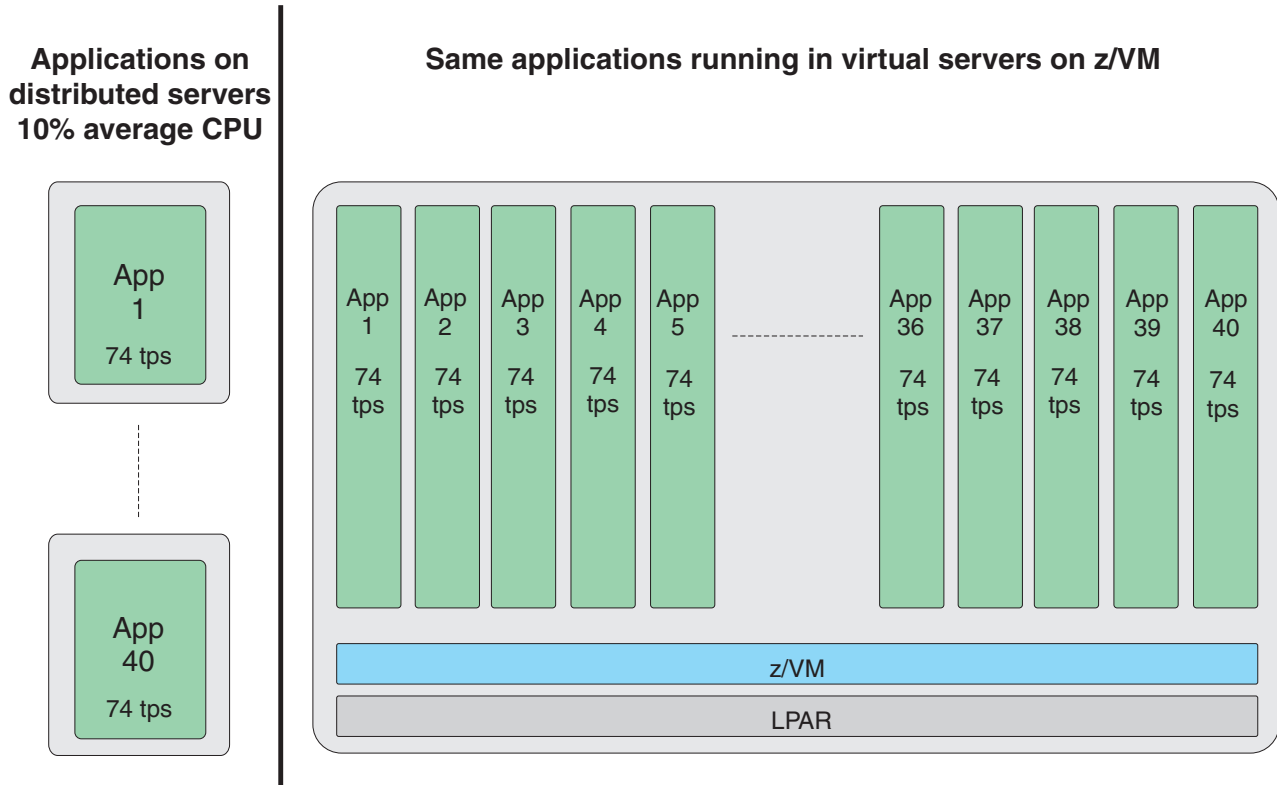 Applications on
distributed servers
10% average CPU
App
1
74 tps
App
40
74 tps
Same applications running in virtual servers on z/VM
App
1
74
tps
App
2
74
tps
App
3
74
tps
App
4
74
tps
App
5
74
tps
App
36
74
tps
App
37
74
tps
App
38
74
tps
App
39
74
tps
App
40
74
tps
z/VM
LPAR